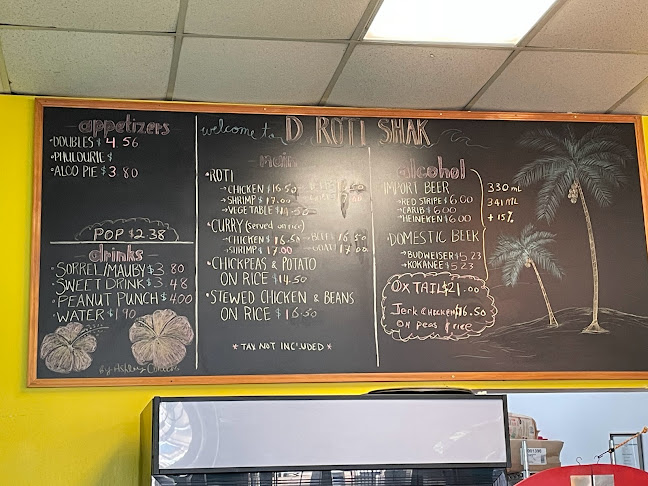 appetizers
DOUBLES $ 4 56
PHULOURIE $
ALOO PIE $3.80
POP $2.38
drinks
SORREL/MAUBY $3.80
SWEET DRINK $3.48
PEANUT PUNCH $4.00
WATER $1.90
welcome to D ROTI SHAK
main
ROTI
→CHICKEN $16.50
→SHRIMP $17.00
→VEGETABLE $14.50
CURRY (served on rice)
→CHICKEN $16.50 →BEEF $16.50
→SHRIMP $17.00 →GOAT $17.00
CHICKPEAS & POTATO
ON RICE $14.50
STEWED CHICKEN & BEANS
ON RICE $16.50
*TAX NOT INCLUDED*
alcohol
IMPORT BEER
→RED STRIPE $6.00
→CARIB $6.00
→HEINEKEN $6.00
330 mL
341 mL
+15%
DOMESTIC BEER
→BUDWEISER $5.23
→KOKANEE $5.23
OXTAIL $21.00
Jerk Chicken $16.50
on peas & rice
By: Ashley